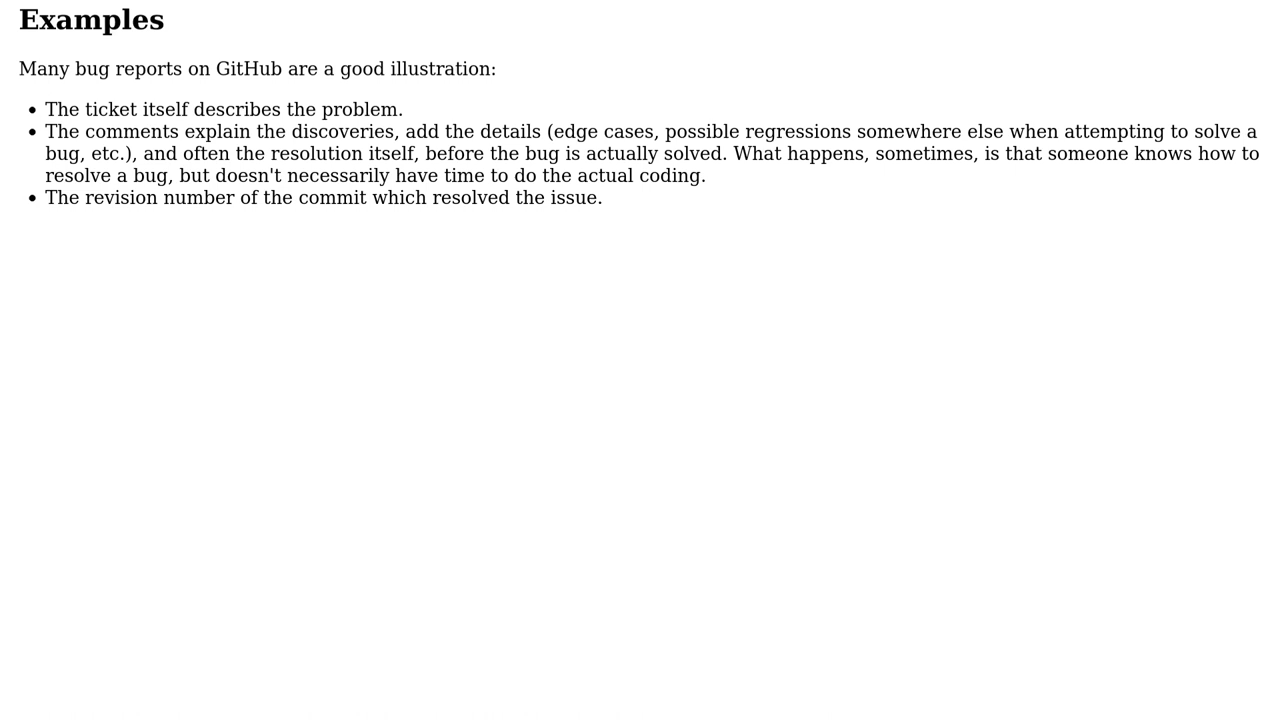 Examples
Many bug reports on GitHub are a good illustration:
• The ticket itself describes the problem.
• The comments explain the discoveries, add the details (edge cases, possible regressions somewhere else when attempting to solve a
bug, etc.), and often the resolution itself, before the bug is actually solved. What happens, sometimes, is that someone knows how to
resolve a bug, but doesn't necessarily have time to do the actual coding.
• The revision number of the commit which resolved the issue.